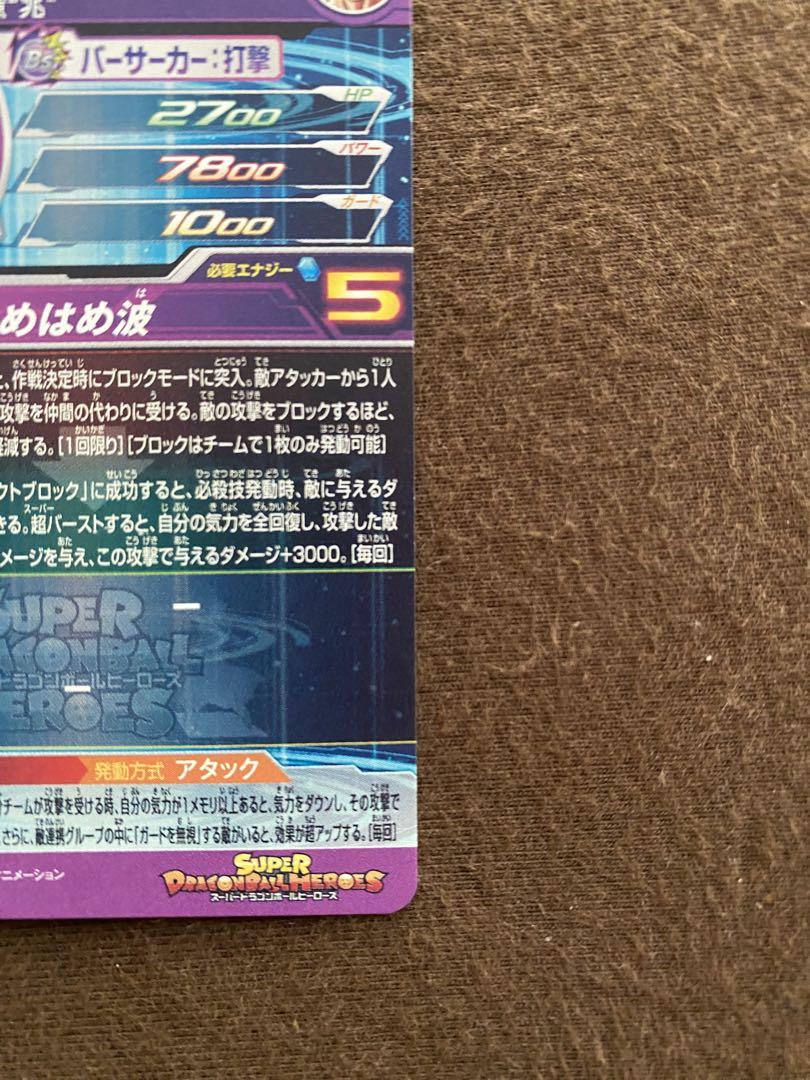 "兆"
Bs バーサーカー:打撃
HP
2700
パワー
7800
ガード
1000
必要エナジー 5
めはめ波
は
、作戦決定時にブロックモードに突入。敵アタッカーから1人
攻撃を仲間の代わりに受ける。敵の攻撃をブロックするほど、
軽減する。[1回限り][ブロックはチームで1枚のみ発動可能]
クトブロック」に成功すると、必殺技発動時、敵に与えるダ
きる。超バーストすると、自分の気力を全回復し、攻撃した敵
メージを与え、この攻撃で与えるダメージ+3000。[毎回]
SUPER
DRAGONBALL
ドラゴンボールヒーローズ
HEROES
発動方式 アタック
チームが攻撃を受ける時、自分の気力が1メモリ以上あると、気力をダウンし、その攻撃で
さらに、敵連携グループの中に「ガードを無視」する敵がいると、効果が超アップする。[毎回]
ニメーション
SUPER
DRAGONBALL HEROES
スーパードラゴンボールヒーローズ